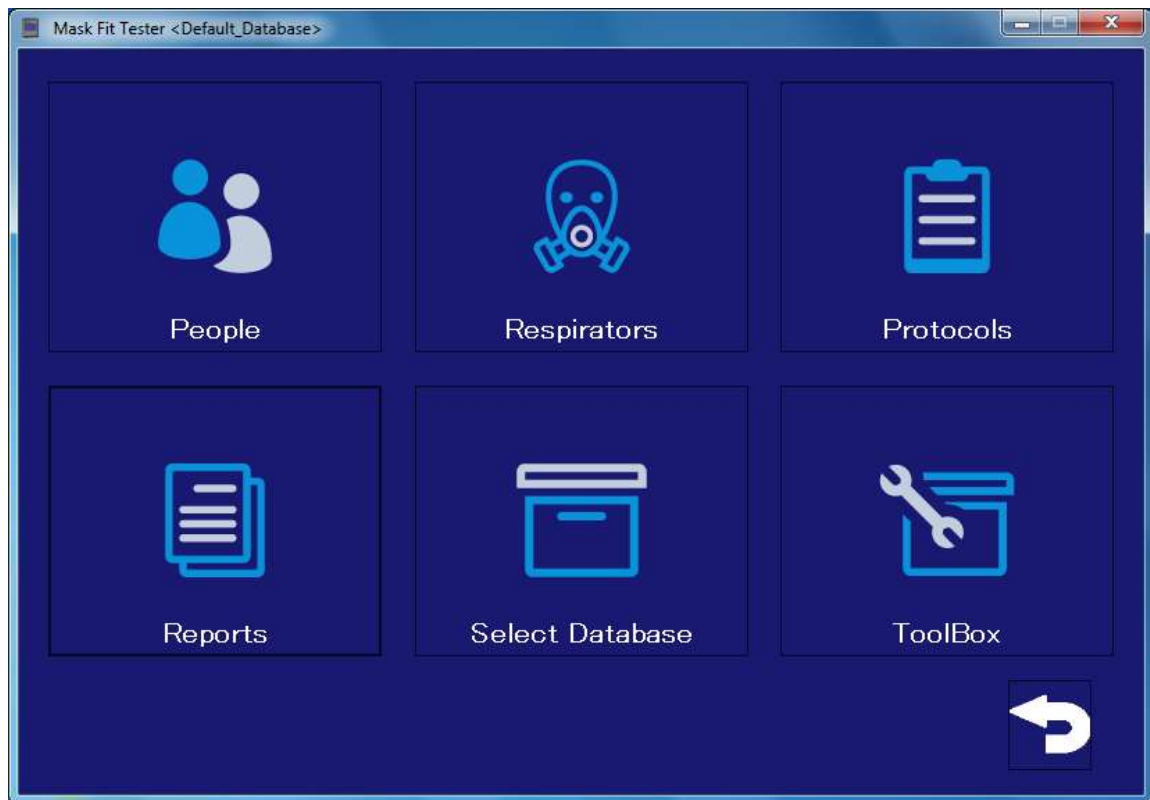 Mask Fit Tester <Default_Database>
People
Respirators
Protocols
Reports
Select Database
ToolBox